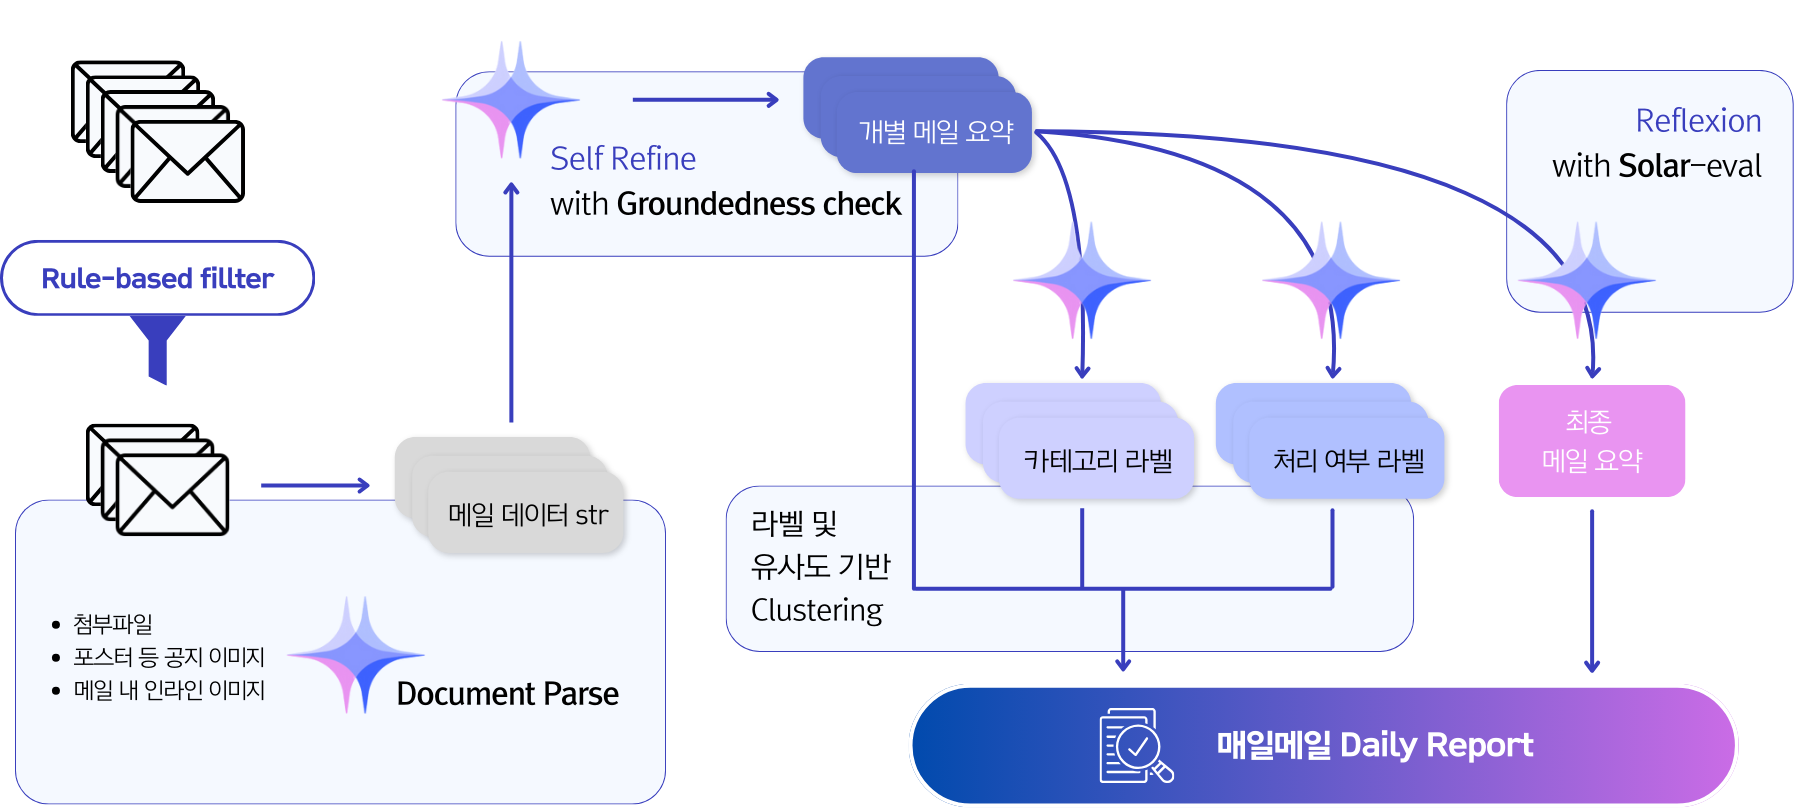 Rule-based fillter
메일 데이터 str
첨부파일
포스터 등 공지 이미지
메일 내 인라인 이미지
Document Parse
Self Refine
with Groundedness check
개별 메일 요약
Reflexion
with Solar-eval
카테고리 라벨
처리 여부 라벨
최종
메일 요약
라벨 및
유사도 기반
Clustering
매일메일 Daily Report